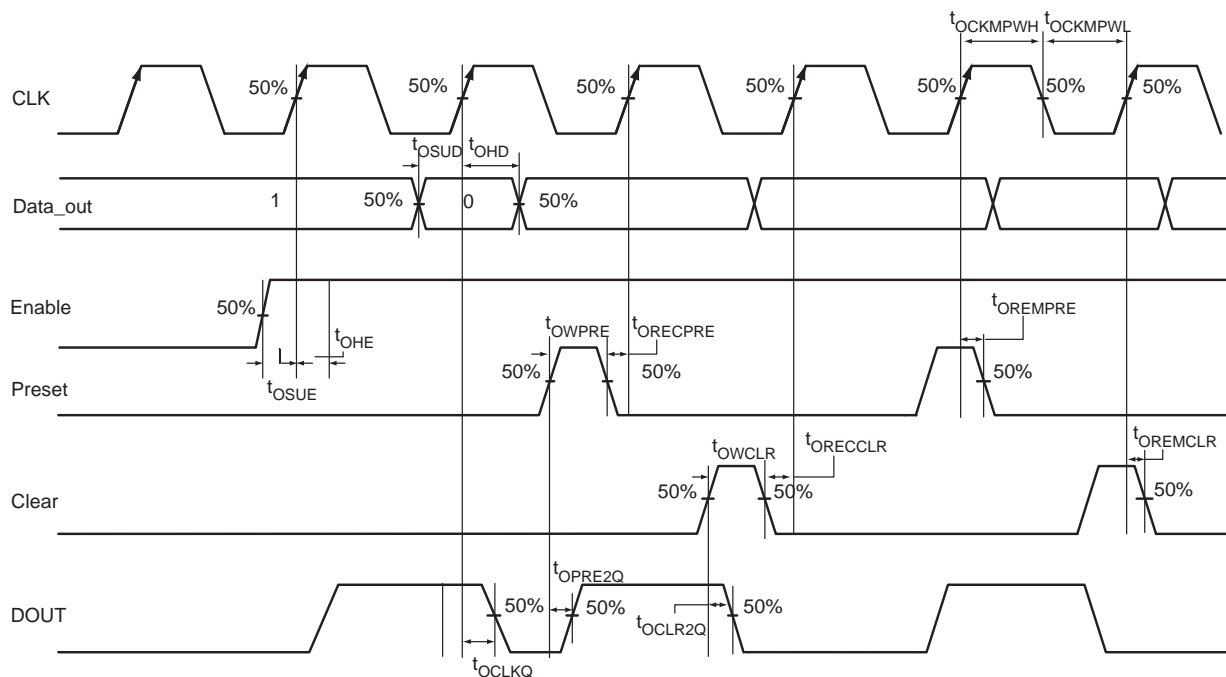 tOCKMPWH tOCKMPWL
CLK 50% 50% 50% 50% 50% 50% 50%
tOSUD tOHD
Data_out 1 50% 0 50%
Enable 50%
tOHE
tOSUE
tOWPRE tORECPRE tOREMPRE
Preset 50% 50% 50%
tOWCLR tORECCLR tOREMCLR
Clear 50% 50% 50%
tOPRE2Q
DOUT 50% 50% 50%
tOCLR2Q
tOCLKQ